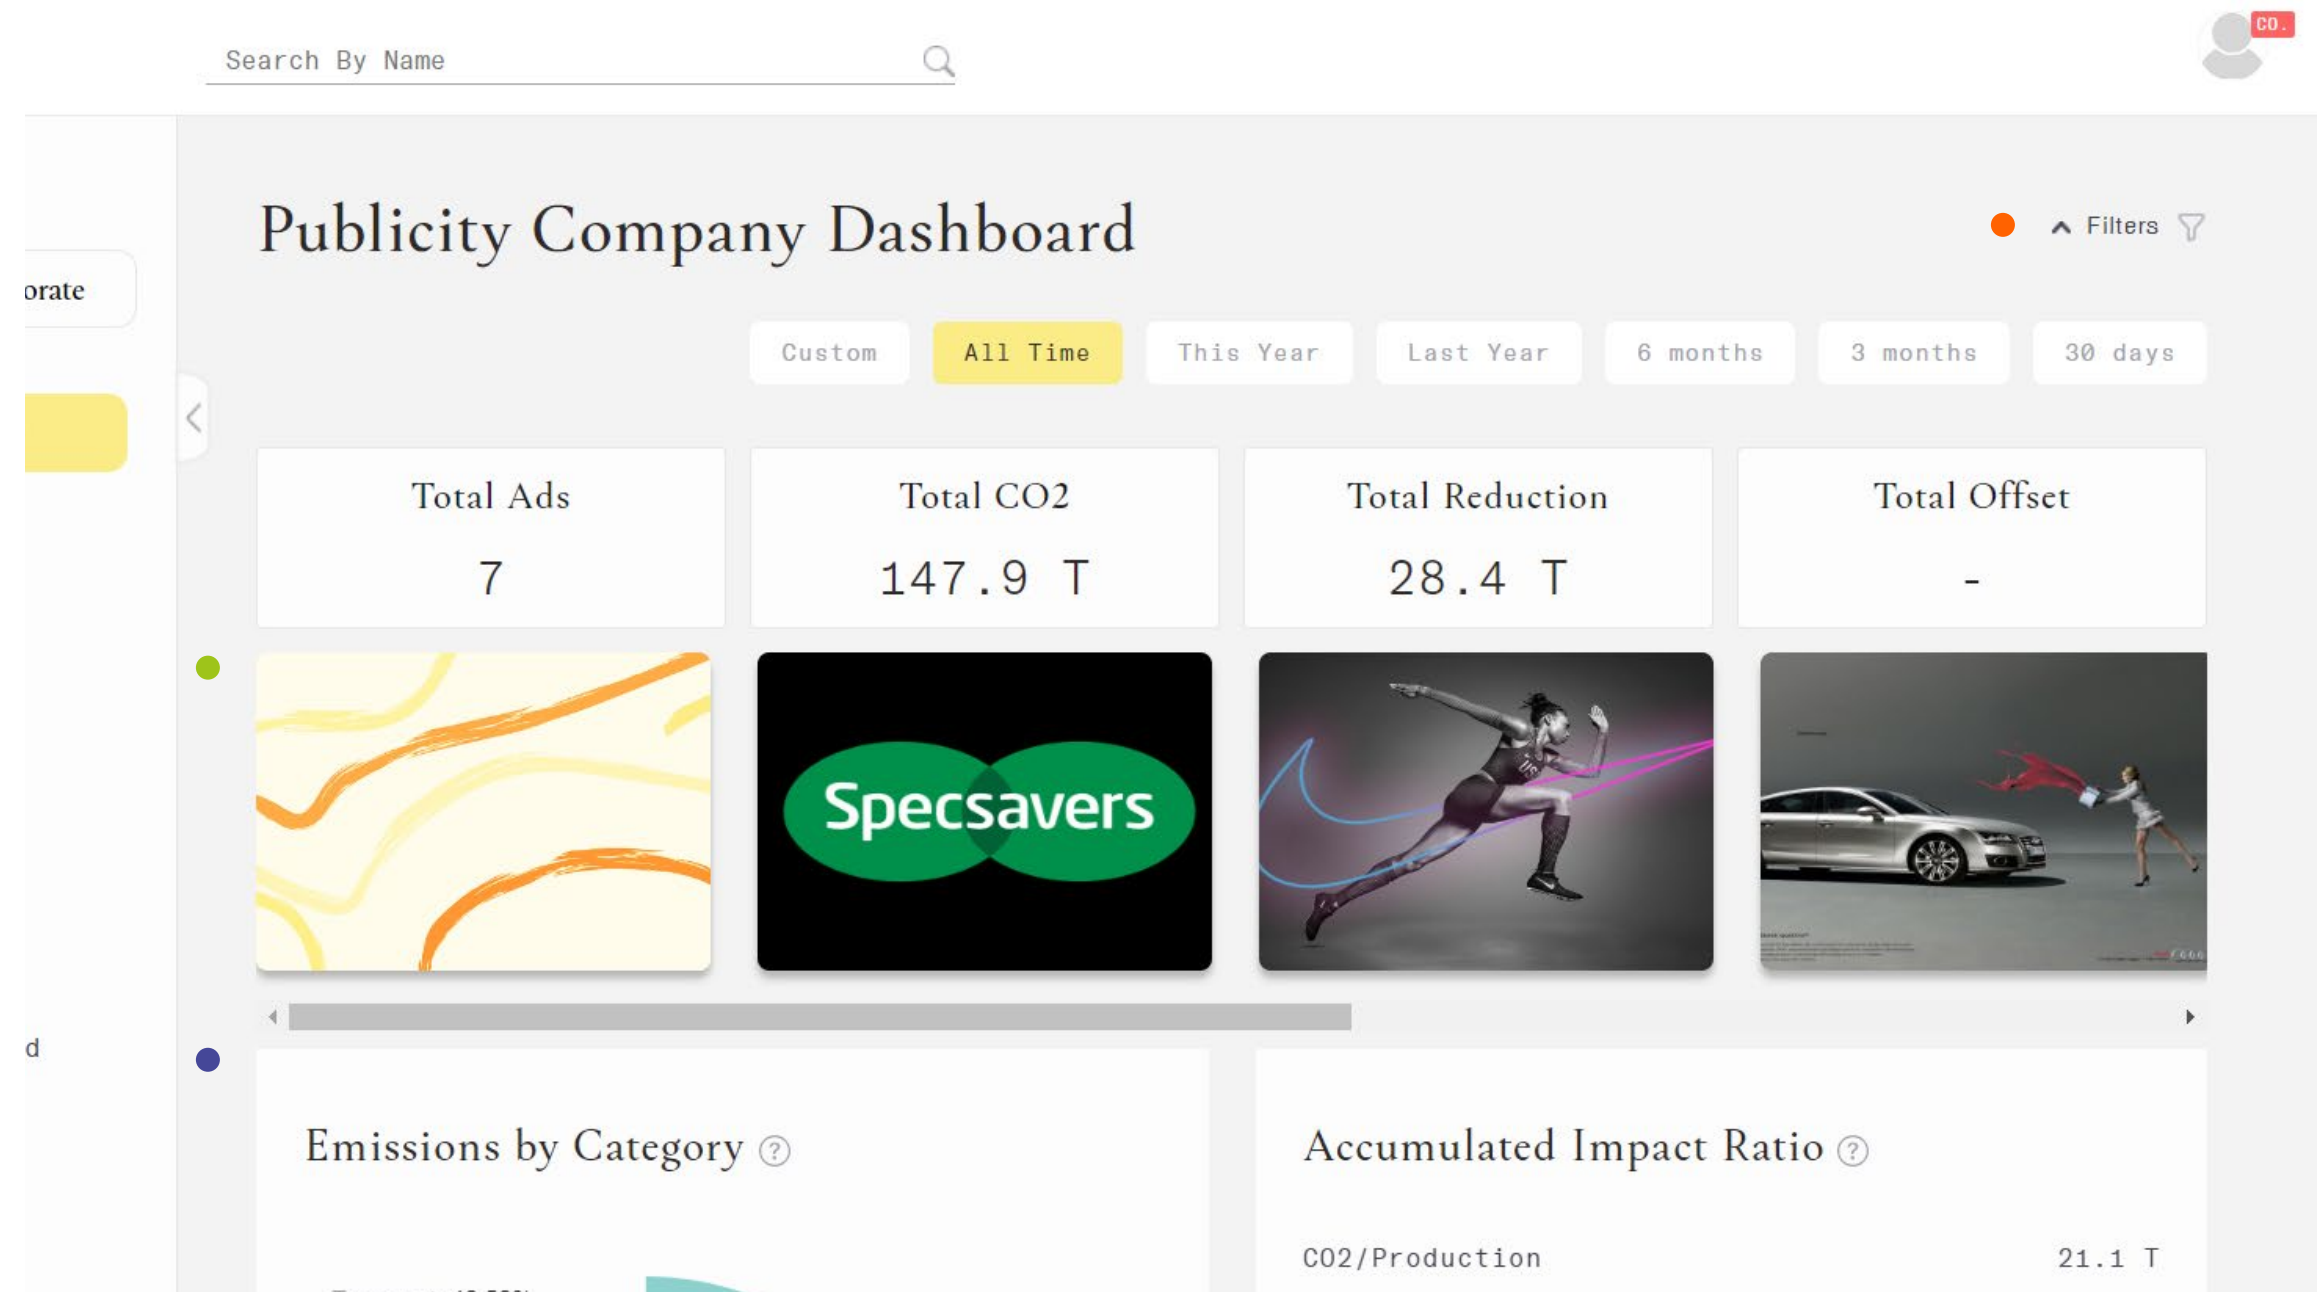 CO.
Search By Name
Publicity Company Dashboard
Filters
orate
Custom
All Time
This Year
Last Year
6 months
3 months
30 days
Total Ads
Total CO2
Total Reduction
Total Offset
7
147.9 T
28.4 T
-
Specsavers
US
d
Emissions by Category ?
Accumulated Impact Ratio ?
CO2/Production
21.1 T